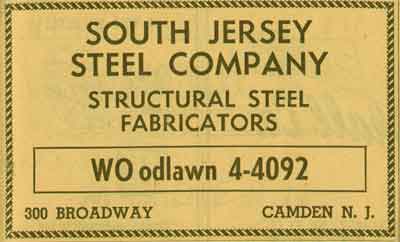 SOUTH JERSEY
STEEL COMPANY
STRUCTURAL STEEL
FABRICATORS
WO odlawn 4-4092
300 BROADWAY CAMDEN N. J.